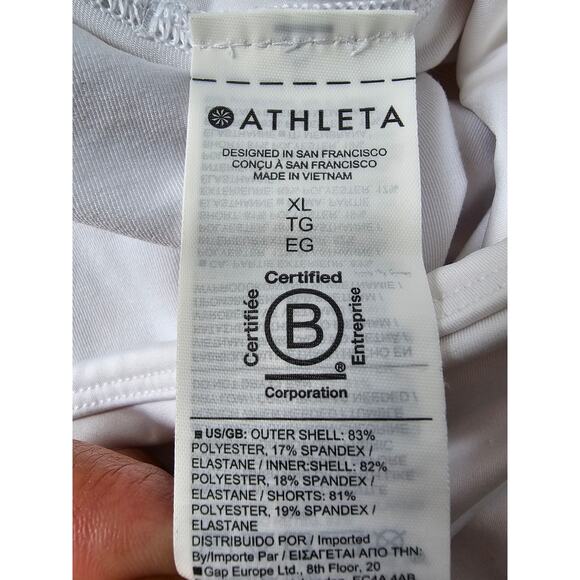 ATHLETA
DESIGNED IN SAN FRANCISCO
CONÇU À SAN FRANCISCO
MADE IN VIETNAM
XL
TG
EG
Certified
Certifiée
B
Entreprise
®
Corporation
US/GB: OUTER SHELL: 83%
POLYESTER, 17% SPANDEX /
ELASTANE / INNER:SHELL: 82%
POLYESTER, 18% SPANDEX /
ELASTANE / SHORTS: 81%
POLYESTER, 19% SPANDEX /
ELASTANE
DISTRIBUIDO POR / Imported
By/Importe Par / ΕΙΣΑΓΕΤΑΙ ΑΠΟ ΤΗΝ:
Gap Europe Ltd./ 8th Floor, 20
EC4A 4AB